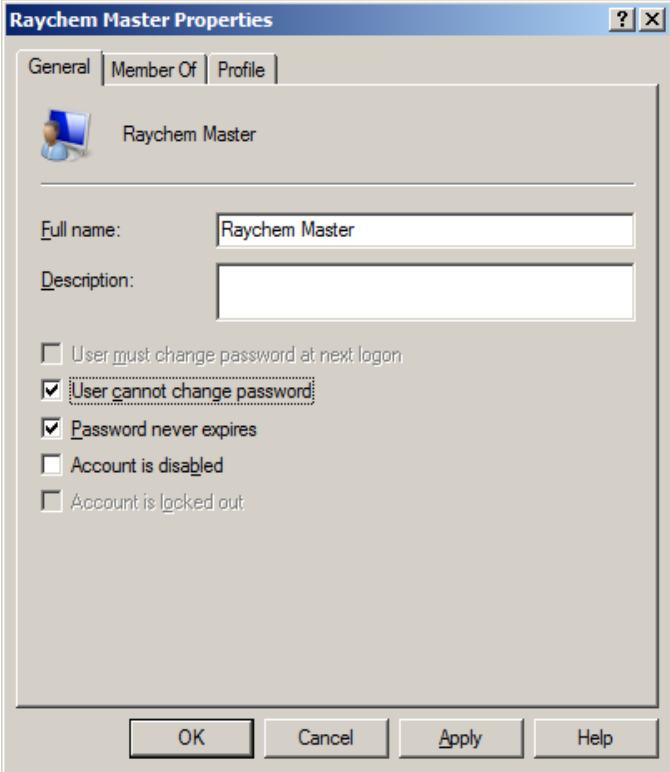 Raychem Master Properties
General Member Of Profile
Raychem Master
Full name: Raychem Master
Description:
User must change password at next logon
User cannot change password
Password never expires
Account is disabled
Account is locked out
OK Cancel Apply Help